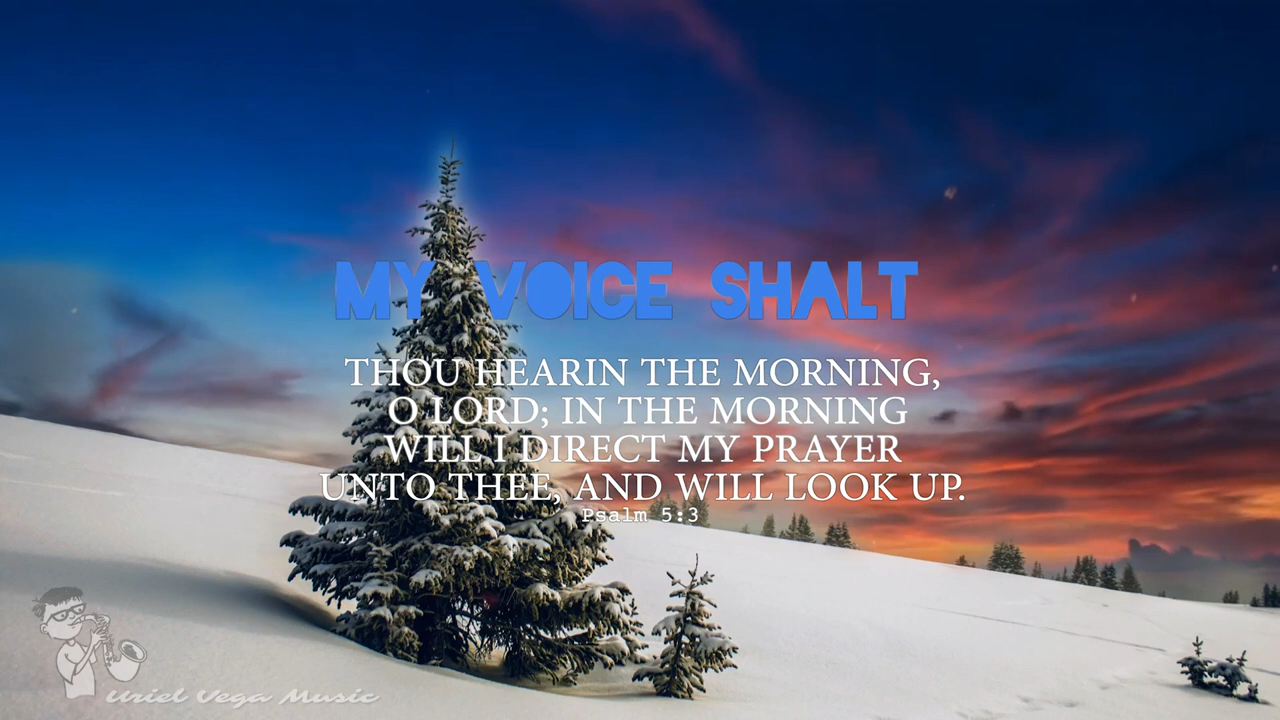 MY VOICE SHALT
THOU HEARIN THE MORNING,
O LORD; IN THE MORNING
WILL I DIRECT MY PRAYER
UNTO THEE, AND WILL LOOK UP.
Psalm 5:3
Uriel Vega Music